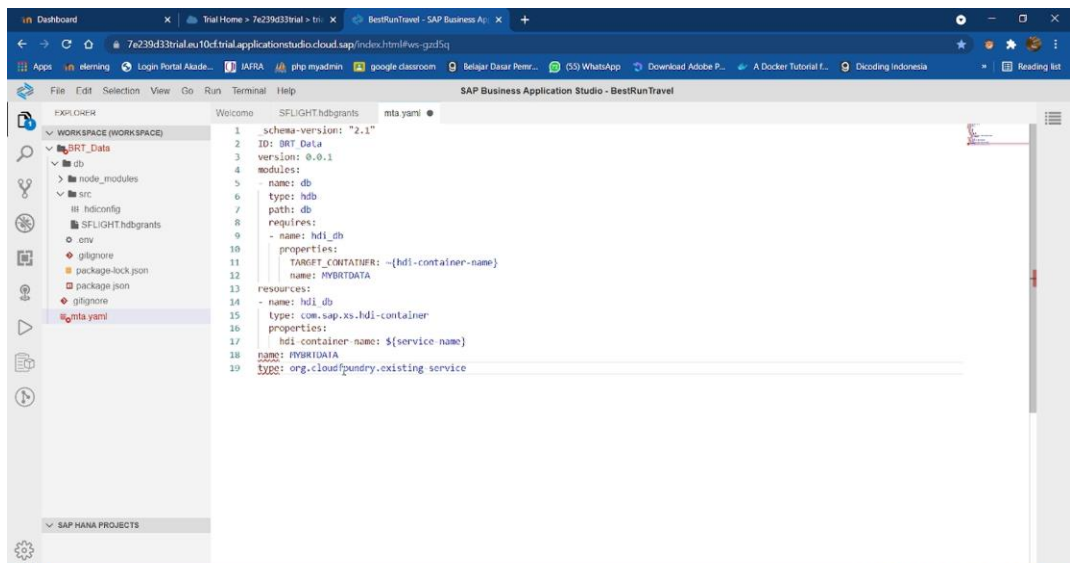 Dashboard
Trial Home > 7e239d33trial > tri
BestRunTravel - SAP Business Ap
7e239d33trial.eu10cf.trial.applicationstudio.cloud.sap/index.html#ws-gzd5q
Apps
elerning
Login Portal Akade...
JAFRA
php myadmin
google classroom
Belajar Dasar Pemr...
(55) WhatsApp
Download Adobe P...
A Docker Tutorial f...
Dicoding Indonesia
»
Reading list
File Edit Selection View Go Run Terminal Help
SAP Business Application Studio - BestRunTravel
EXPLORER
Welcome
SFLIGHT.hdbgrants
mta.yaml
WORKSPACE (WORKSPACE)
BRT_Data
db
node_modules
src
.hdiconfig
SFLIGHT.hdbgrants
.env
.gitignore
package-lock.json
package.json
.gitignore
mta.yaml
SAP HANA PROJECTS
1 _schema-version: "2.1"
2 ID: BRT_Data
3 version: 0.0.1
4 modules:
5 - name: db
6 type: hdb
7 path: db
8 requires:
9 - name: hdi_db
10 properties:
11 TARGET_CONTAINER: ~{hdi-container-name}
12 name: MYBRTDATA
13 resources:
14 - name: hdi_db
15 type: com.sap.xs.hdi-container
16 properties:
17 hdi-container-name: ${service-name}
18 name: MYBRTDATA
19 type: org.cloudfoundry.existing-service